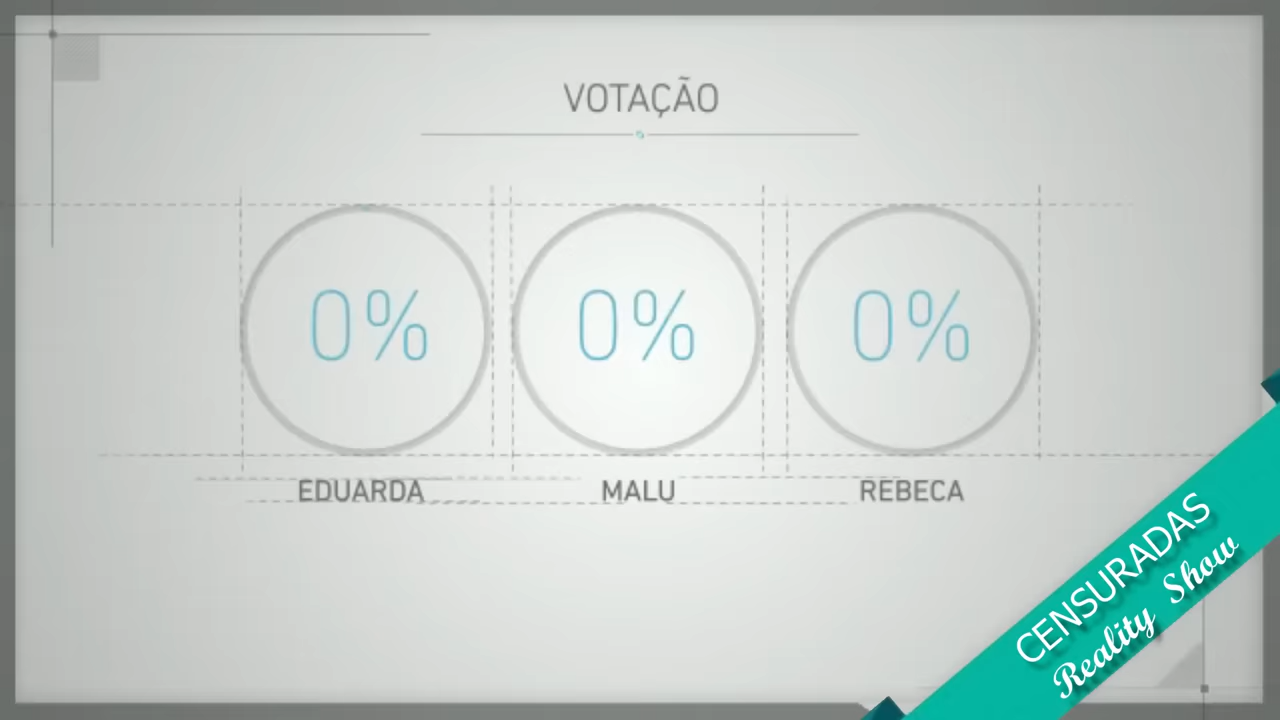 VOTAÇÃO
0% 0% 0%
EDUARDA MALU REBECA
CENSURADAS
Reality Show